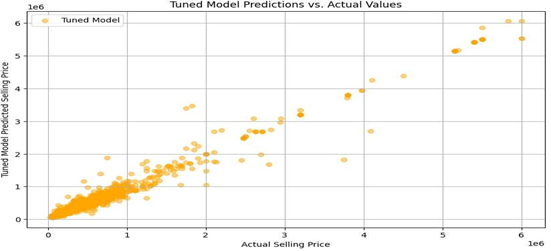 Tuned Model Predictions vs. Actual Values
1e6
Tuned Model
6
5
4
3
2
1
0
Tuned Model Predicted Selling Price
0 1 2 3 4 5 6
1e6
Actual Selling Price